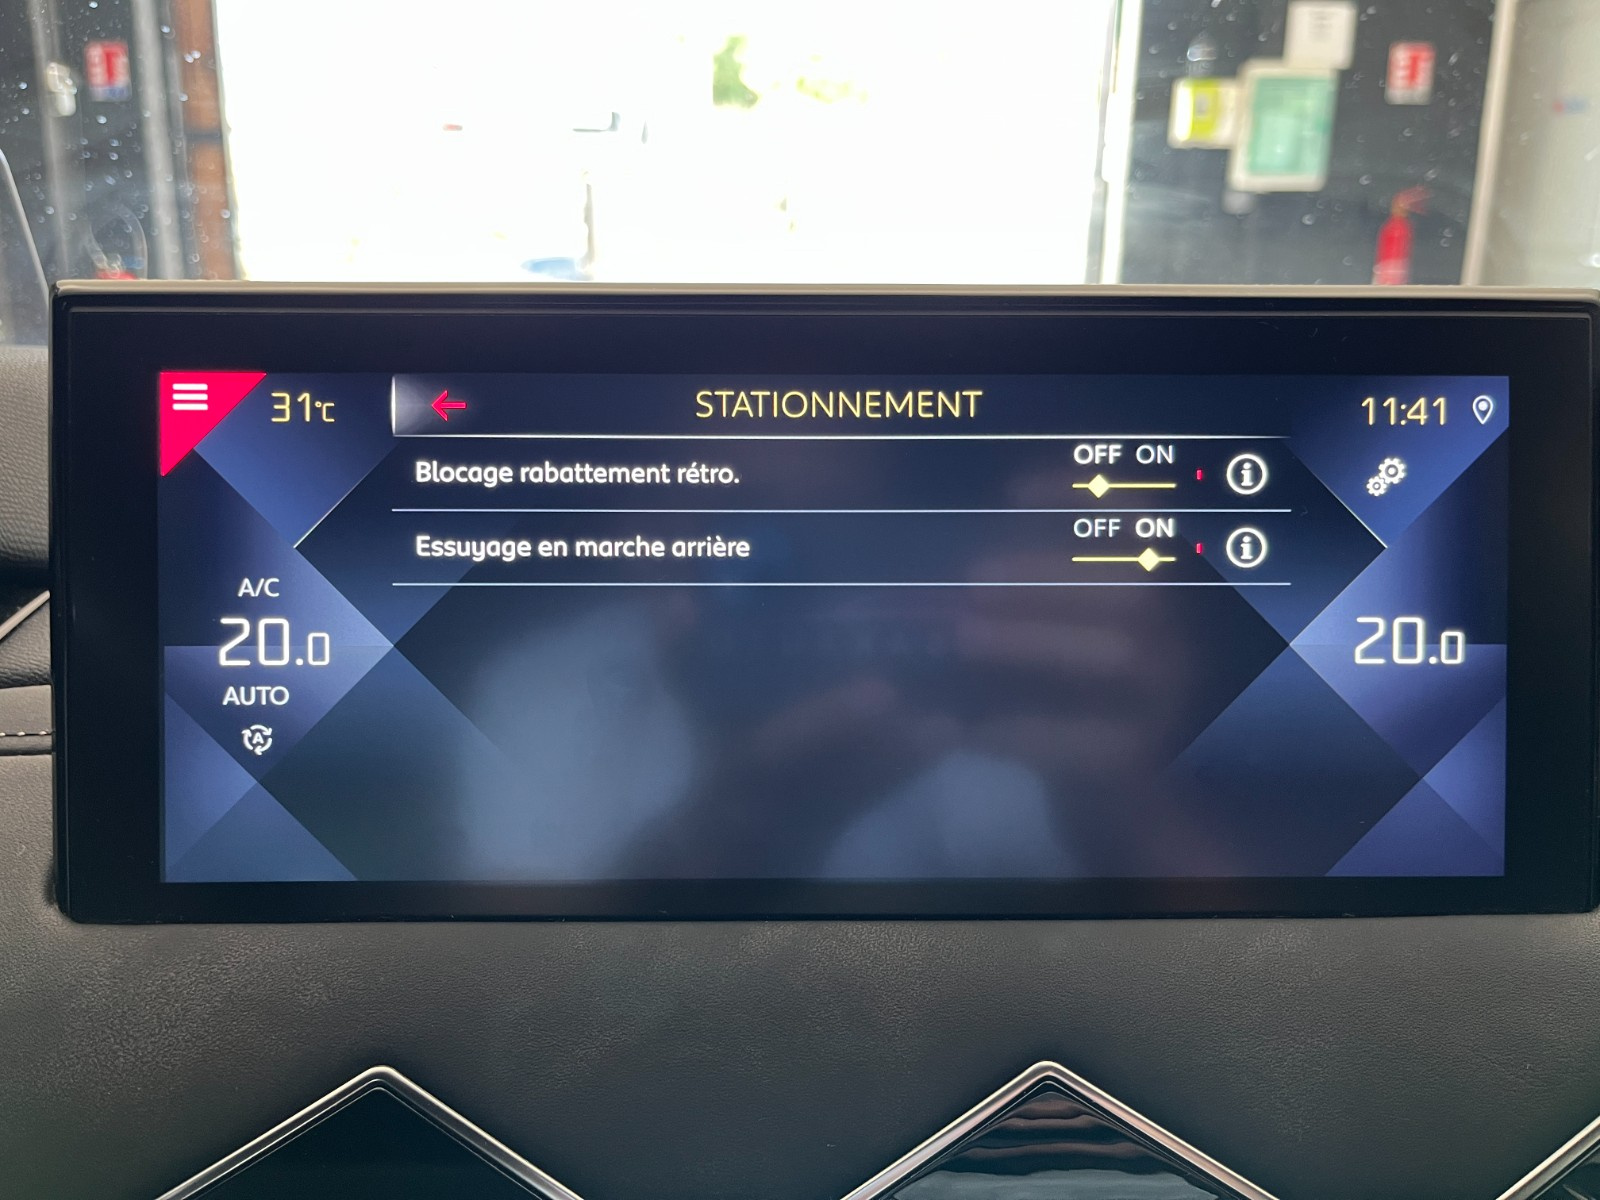 31°C
STATIONNEMENT
11:41
Blocage rabattement rétro.
OFF ON
Essuyage en marche arrière
OFF ON
A/C
20.0
AUTO
A
20.0